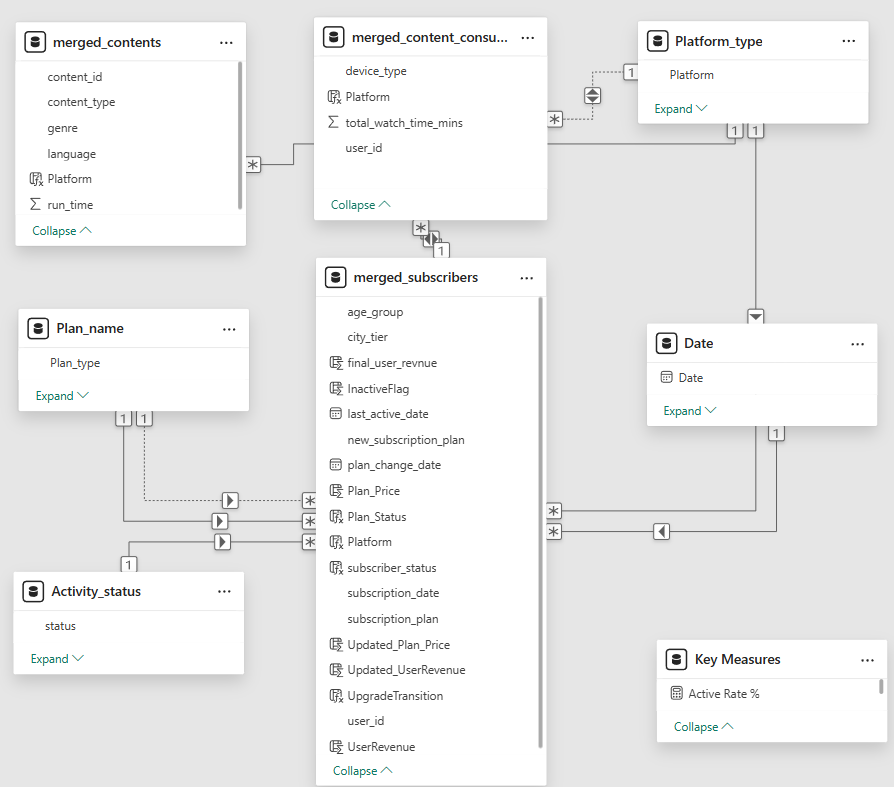 merged_contents
content_id
content_type
genre
language
Platform
run_time
Collapse
merged_content_consu...
device_type
Platform
total_watch_time_mins
user_id
Collapse
Platform_type
Platform
Expand
1
*
*
1
1
*
1
merged_subscribers
age_group
city_tier
final_user_revnue
InactiveFlag
last_active_date
new_subscription_plan
plan_change_date
Plan_Price
Plan_Status
Platform
subscriber_status
subscription_date
subscription_plan
Updated_Plan_Price
Updated_UserRevenue
UpgradeTransition
user_id
UserRevenue
Collapse
Plan_name
Plan_type
Expand
1
1
*
*
*
1
Activity_status
status
Expand
Date
Date
Expand
1
*
*
Key Measures
Active Rate %
Collapse